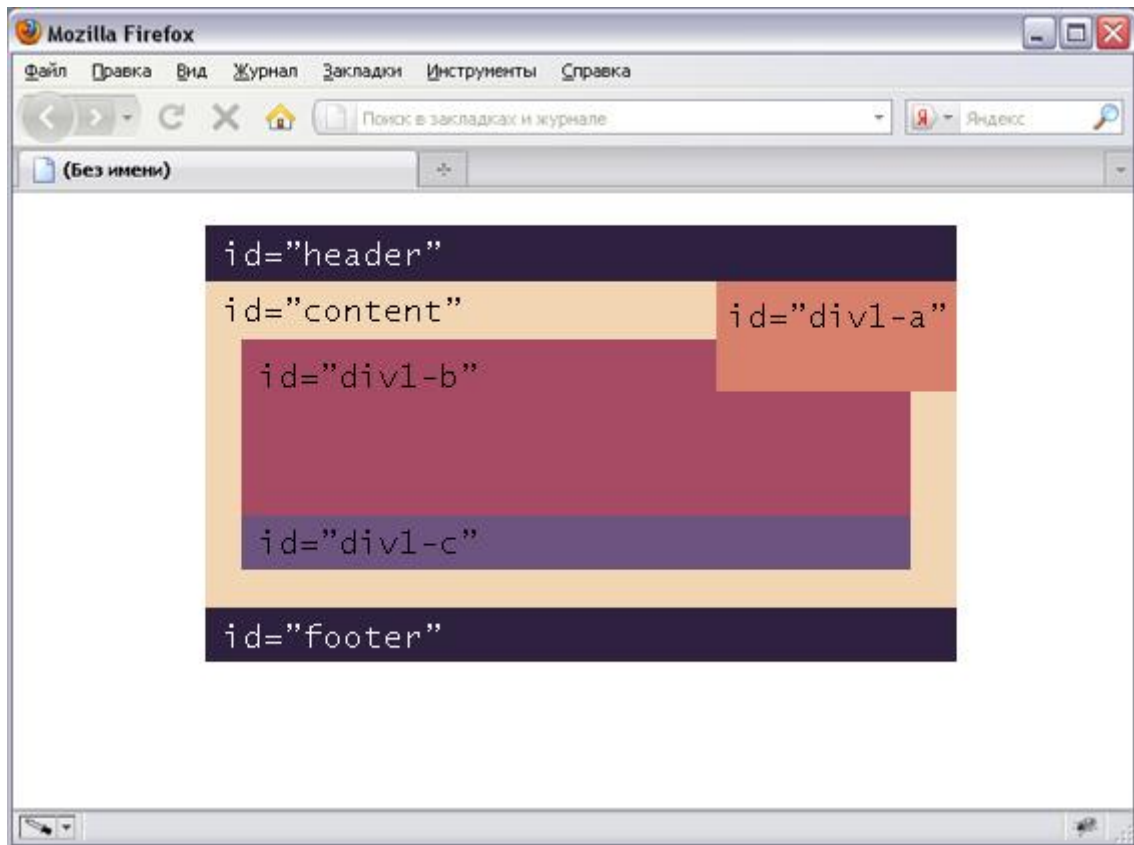 Mozilla Firefox
Файл Правка Вид Журнал Закладки Инструменты Справка
Поиск в закладках и журнале Я Яндекс
(Без имени)
id=”header”
id=”content”
id=”div1-a”
id=”div1-b”
id=”div1-c”
id=”footer”